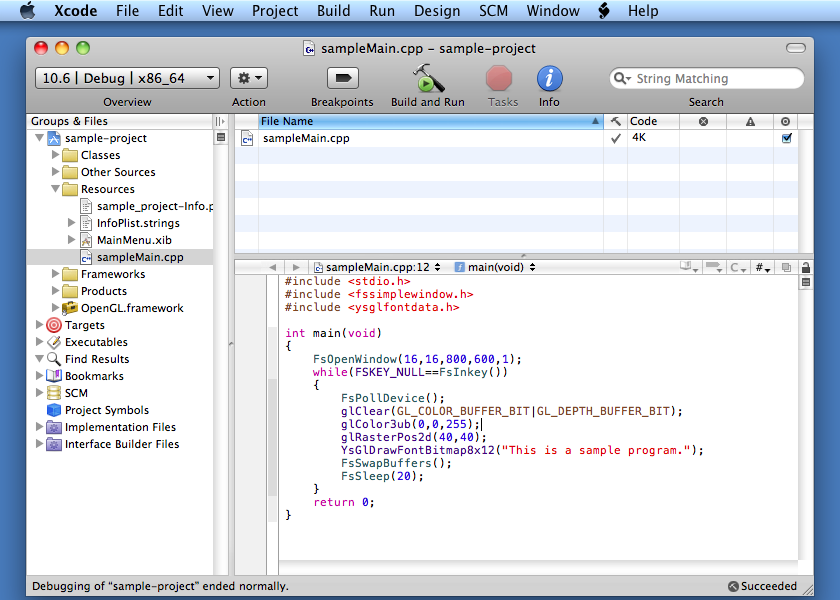 Xcode File Edit View Project Build Run Design SCM Window Help
sampleMain.cpp – sample-project
10.6 | Debug | x86_64
String Matching
Overview Action Breakpoints Build and Run Tasks Info Search
Groups & Files
File Name Code
sample-project
sampleMain.cpp 4K
Classes
Other Sources
Resources
sample_project-Info.p
InfoPlist.strings
MainMenu.xib
sampleMain.cpp
Frameworks
Products
OpenGL.framework
Targets
Executables
Find Results
Bookmarks
SCM
Project Symbols
Implementation Files
Interface Builder Files
sampleMain.cpp:12 main(void) C #
#include <stdio.h>
#include <fssimplewindow.h>
#include <ysglfontdata.h>
int main(void)
{
FsOpenWindow(16,16,800,600,1);
while(FSKEY_NULL==FsInkey())
{
FsPollDevice();
glClear(GL_COLOR_BUFFER_BIT|GL_DEPTH_BUFFER_BIT);
glColor3ub(0,0,255);
glRasterPos2d(40,40);
YsGlDrawFontBitmap8x12("This is a sample program.");
FsSwapBuffers();
FsSleep(20);
}
return 0;
}
Debugging of “sample-project” ended normally. Succeeded